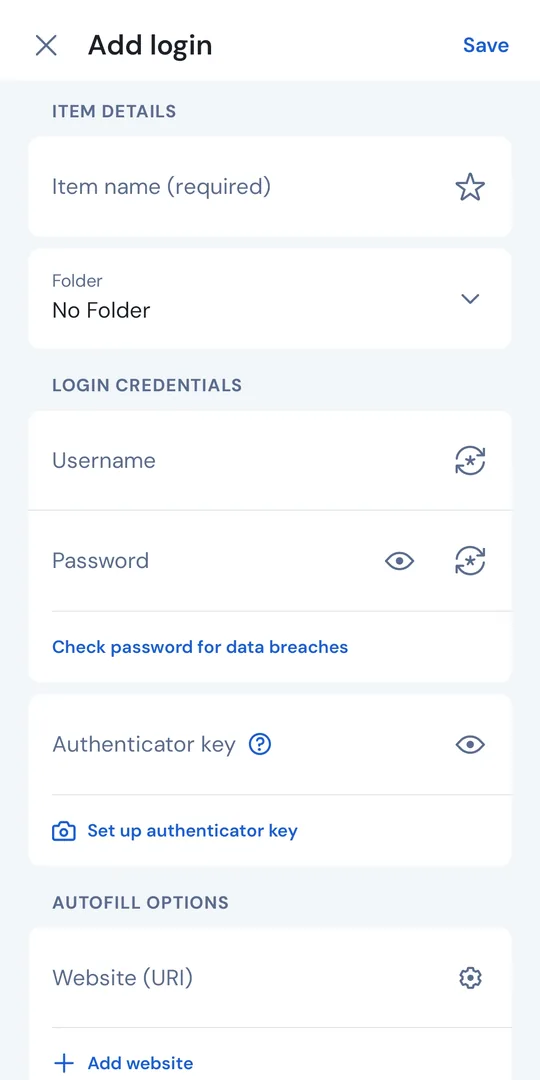 Add login
Save
ITEM DETAILS
Item name (required)
Folder
No Folder
LOGIN CREDENTIALS
Username
Password
Check password for data breaches
Authenticator key
Set up authenticator key
AUTOFILL OPTIONS
Website (URI)
Add website